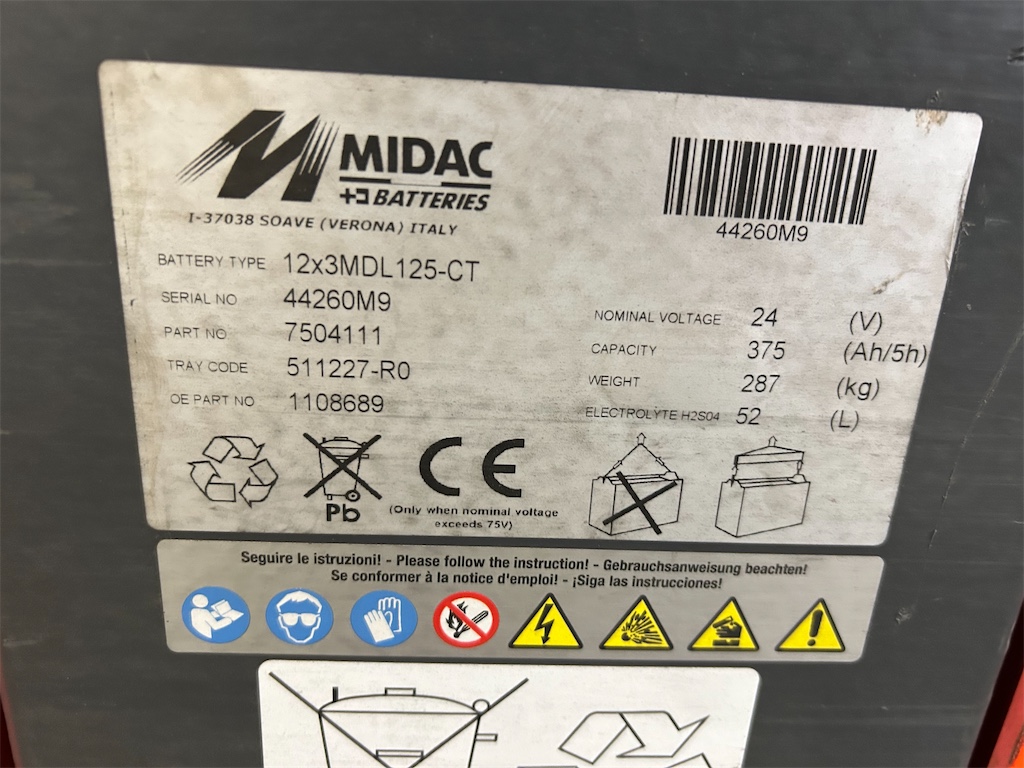 MIDAC
BATTERIES
I-37038 SOAVE (VERONA) ITALY
44260M9
BATTERY TYPE 12x3MDL125-CT
SERIAL NO 44260M9
PART NO 7504111
TRAY CODE 511227-R0
OE PART NO 1108689
NOMINAL VOLTAGE 24 (V)
CAPACITY 375 (Ah/5h)
WEIGHT 287 (kg)
ELECTROLYTE H2S04 52 (L)
Pb
CE
(Only when nominal voltage
exceeds 75V)
Seguire le istruzioni! - Please follow the instruction! - Gebrauchsanweisung beachten!
Se conformer à la notice d'emploi! - ¡Siga las instrucciones!